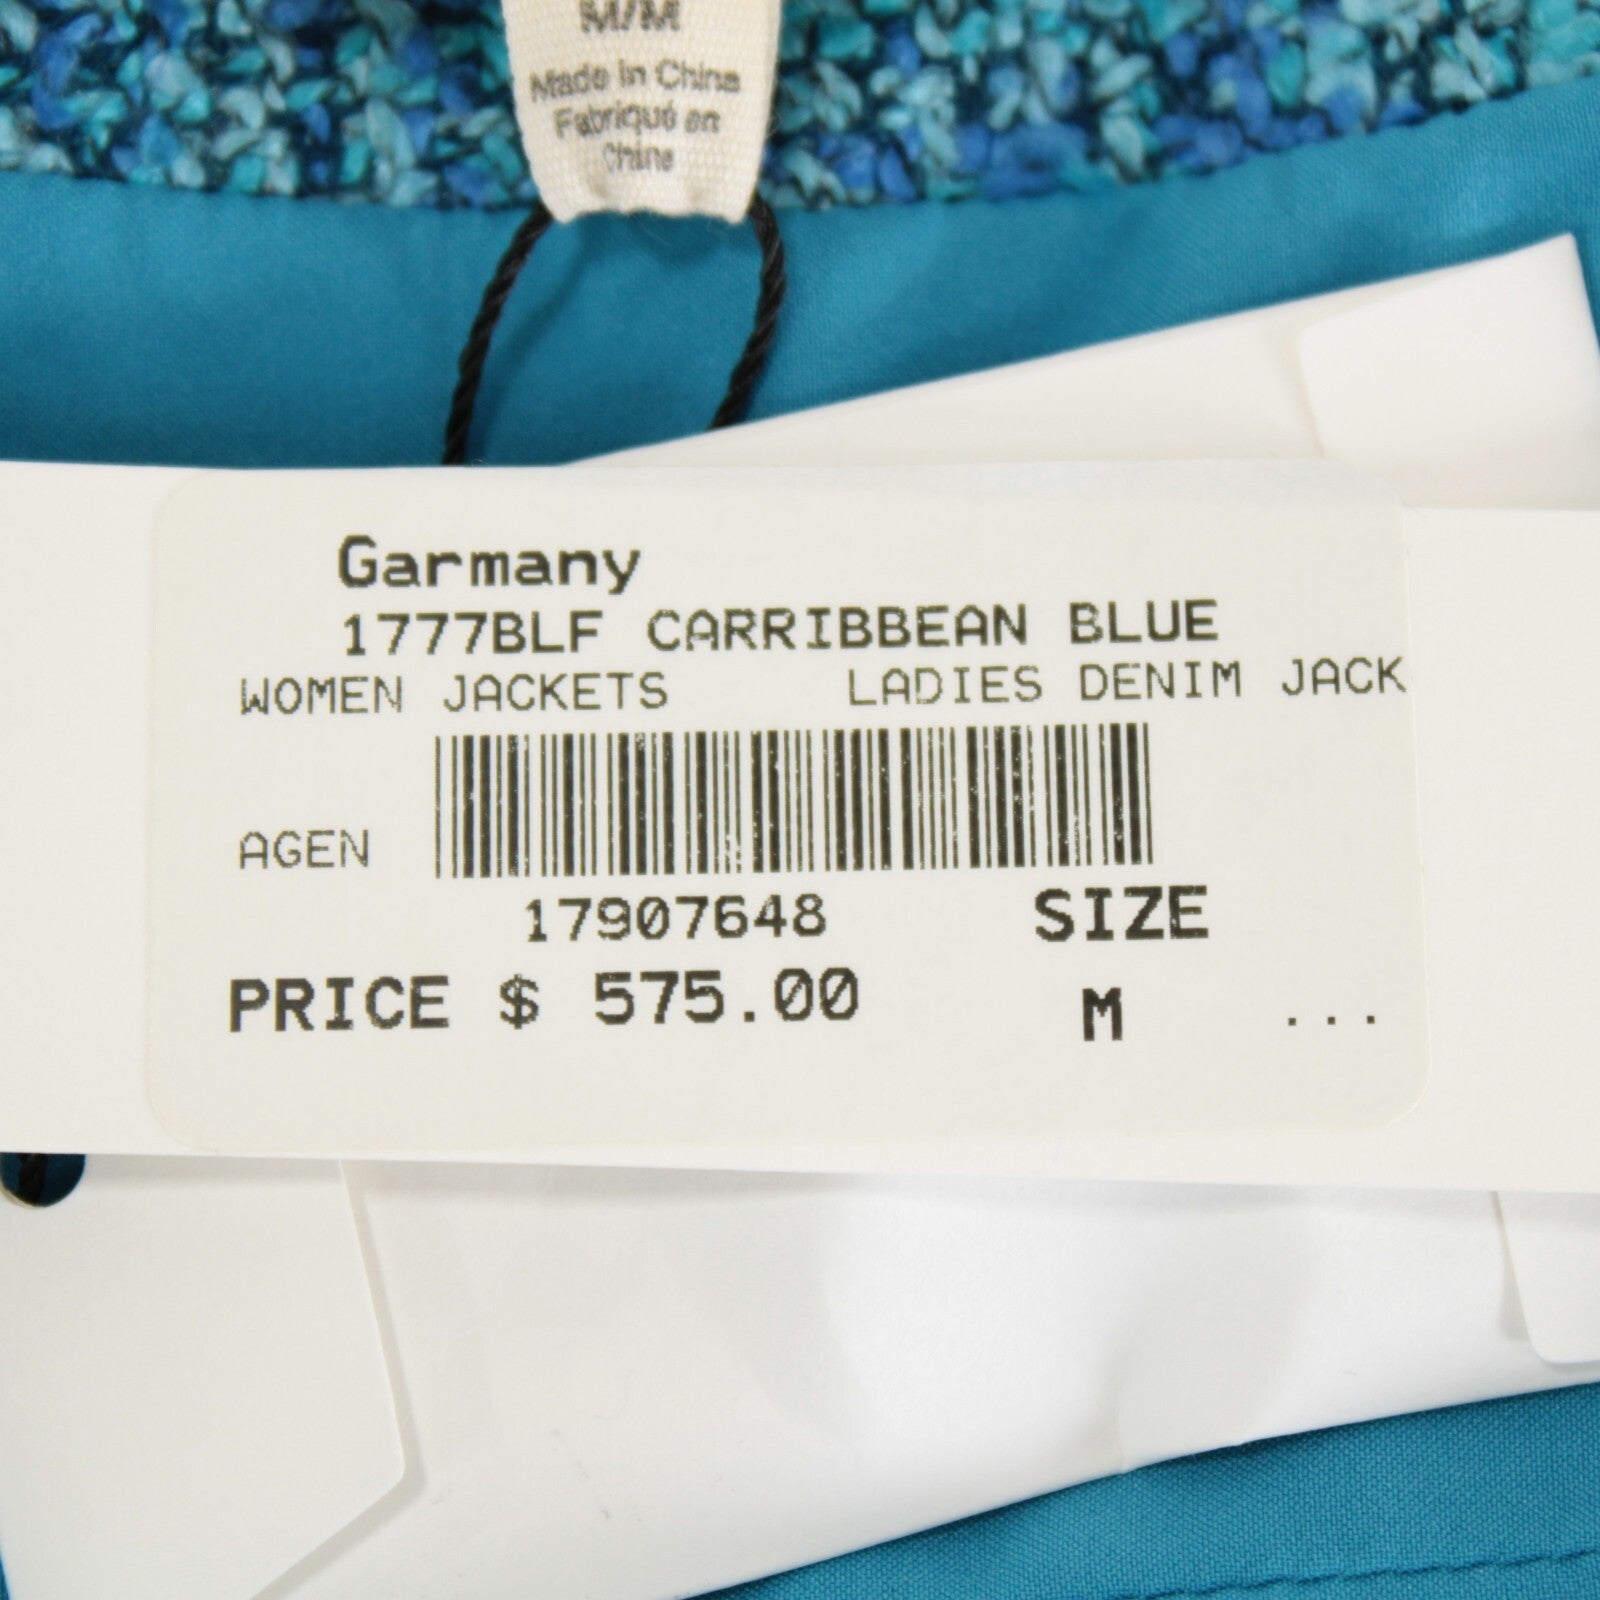 M/M
Made in China
Fabriqué en
Chine
Garmany
1777BLF CARRIBBEAN BLUE
WOMEN JACKETS LADIES DENIM JACK
AGEN
17907648 SIZE
PRICE $ 575.00 M ...